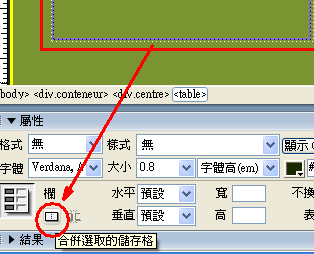 body> <div.conteneur> <div.centre> <table>
▼ 屬性
格式 無 樣式 無 顯示 C
字體 Verdana, A 大小 0.8 字體高(em) #
欄 水平 預設 寬 不換
垂直 預設 高 表
合併選取的儲存格
▶ 結果